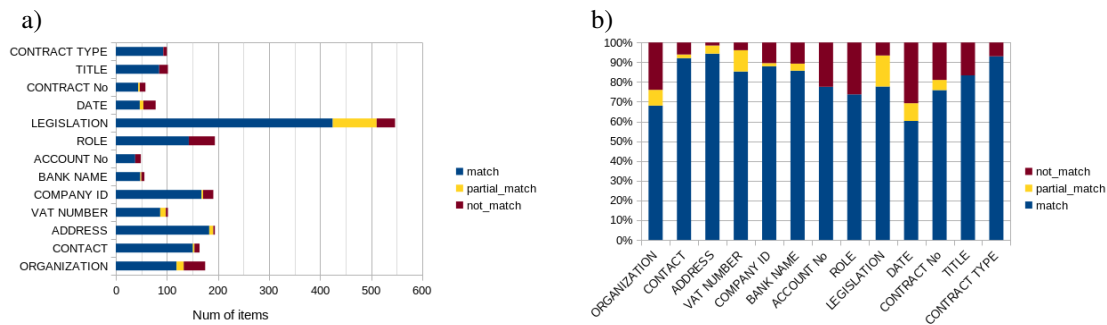 a)
CONTRACT TYPE
TITLE
CONTRACT No
DATE
LEGISLATION
ROLE
ACCOUNT No
BANK NAME
COMPANY ID
VAT NUMBER
ADDRESS
CONTACT
ORGANIZATION
0 100 200 300 400 500 600
Num of items
match
partial_match
not_match
b)
100%
90%
80%
70%
60%
50%
40%
30%
20%
10%
0%
ORGANIZATION
CONTACT
ADDRESS
VAT NUMBER
COMPANY ID
BANK NAME
ACCOUNT No
ROLE
LEGISLATION
DATE
CONTRACT No
TITLE
CONTRACT TYPE
not_match
partial_match
match